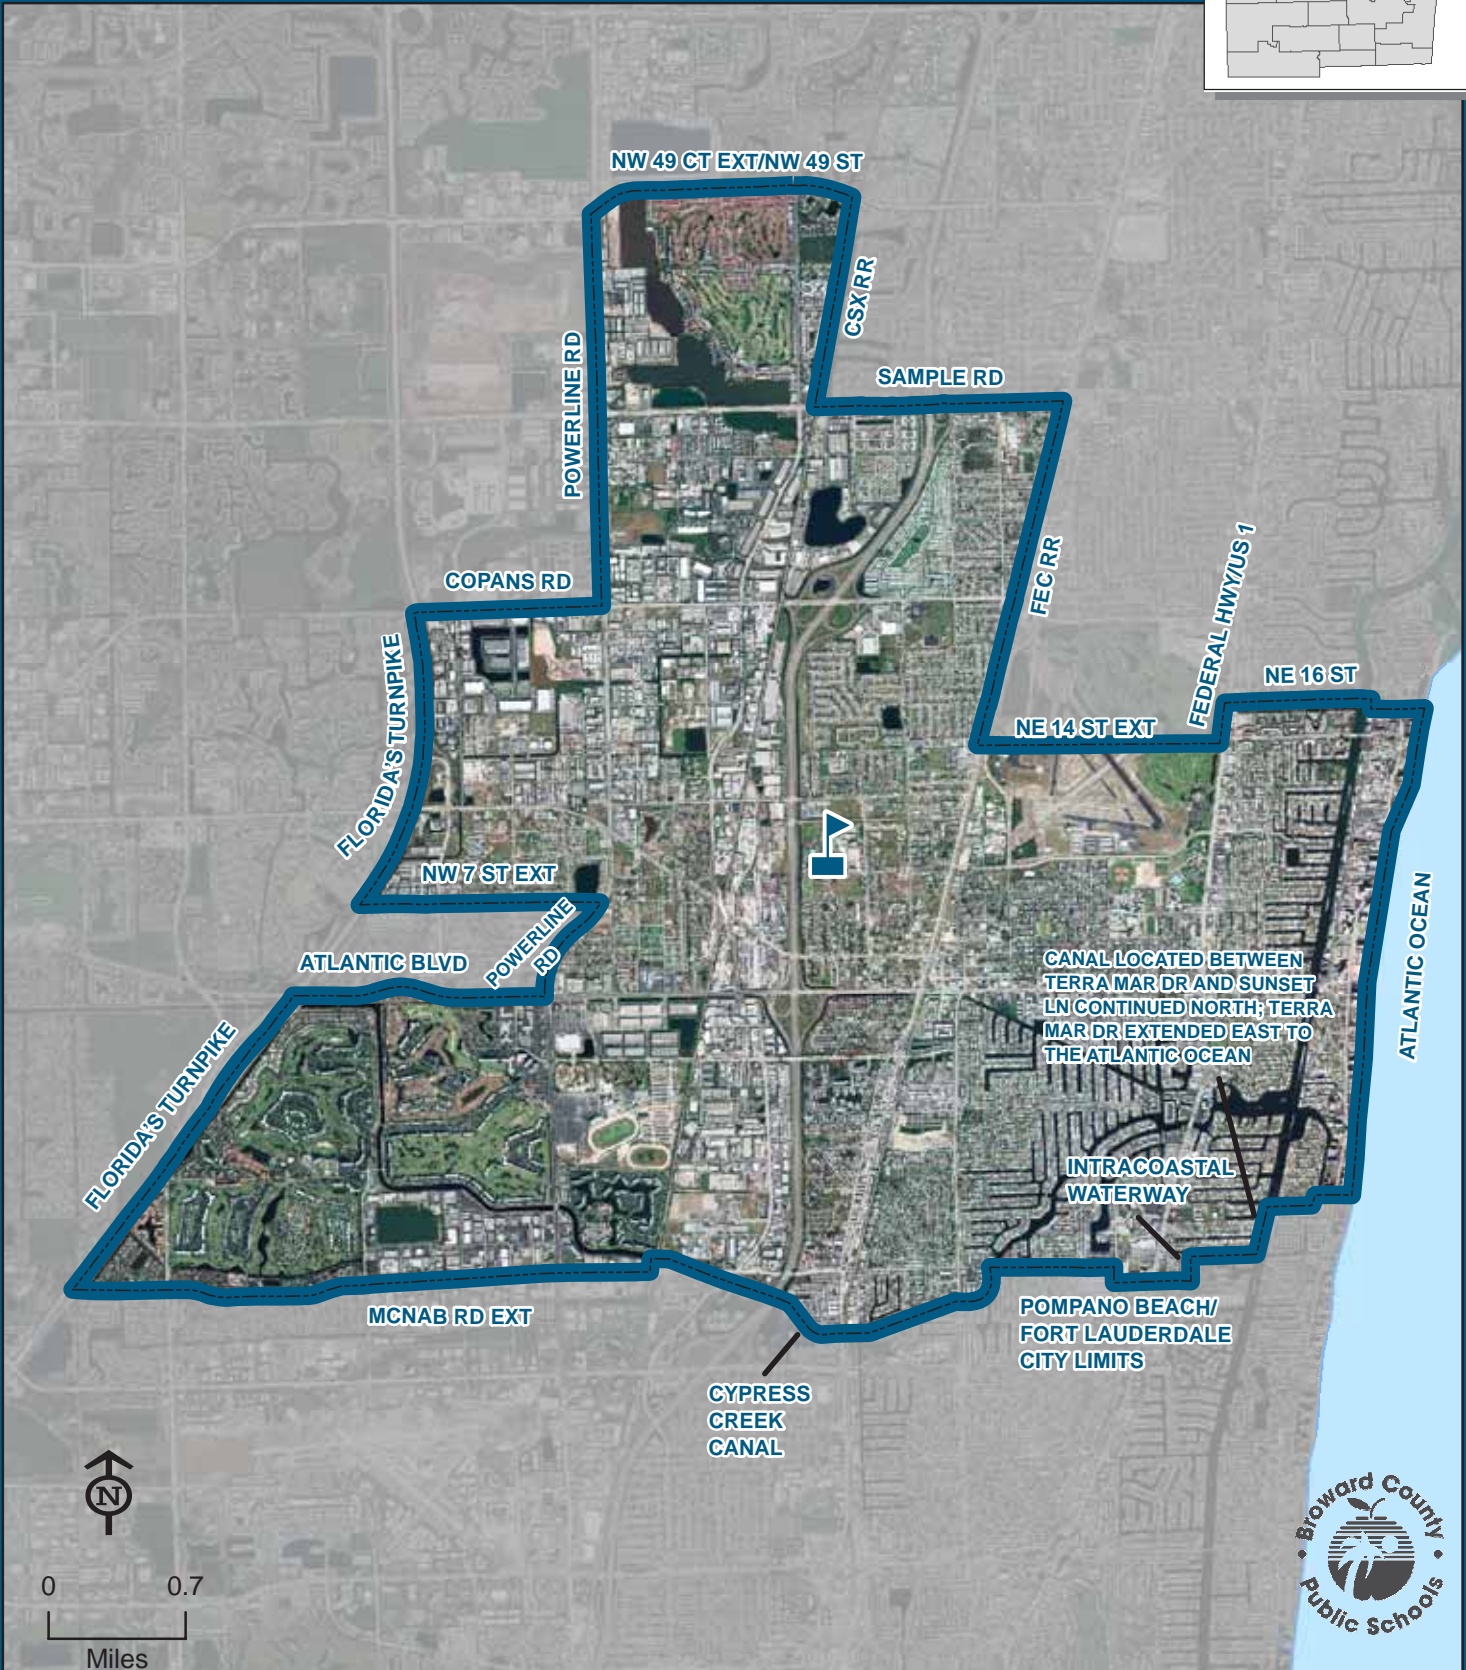 NW 49 CT EXT/NW 49 ST
CSX RR
POWERLINE RD
SAMPLE RD
FEC RR
COPANS RD
FEDERAL HWY/US 1
FLORIDA'S TURNPIKE
NE 16 ST
NE 14 ST EXT
NW 7 ST EXT
POWERLINE
RD
ATLANTIC BLVD
ATLANTIC OCEAN
CANAL LOCATED BETWEEN
TERRA MAR DR AND SUNSET
LN CONTINUED NORTH; TERRA
MAR DR EXTENDED EAST TO
THE ATLANTIC OCEAN
FLORIDA'S TURNPIKE
INTRACOASTAL
WATERWAY
MCNAB RD EXT
POMPANO BEACH/
FORT LAUDERDALE
CITY LIMITS
CYPRESS
CREEK
CANAL
N
0 0.7
Miles
Broward County
Public Schools